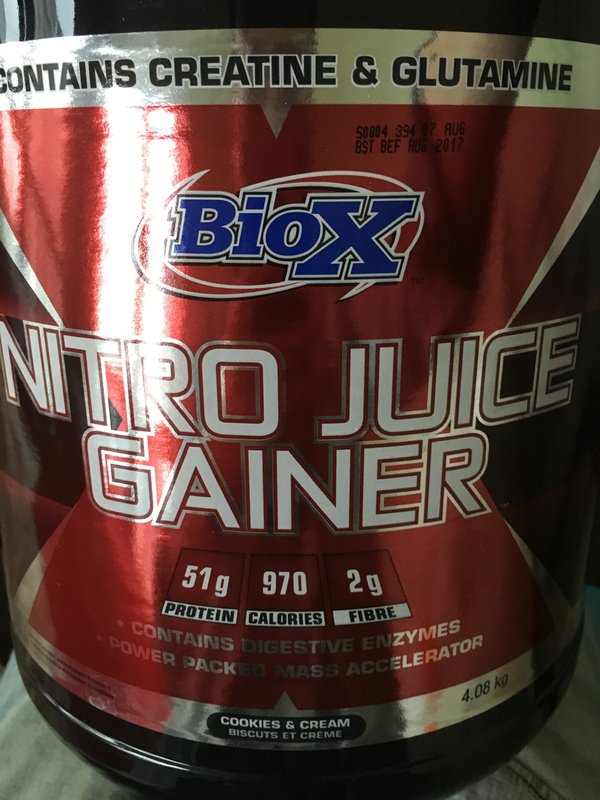 CONTAINS CREATINE & GLUTAMINE
50804 394 07 AUG
BST BEF AUG 2017
BioX
TM
NITRO JUICE
GAINER
51g
PROTEIN
970
CALORIES
2g
FIBRE
• CONTAINS DIGESTIVE ENZYMES
• POWER PACKED MASS ACCELERATOR
4.08 kg
COOKIES & CREAM
BISCUITS ET CRÈME